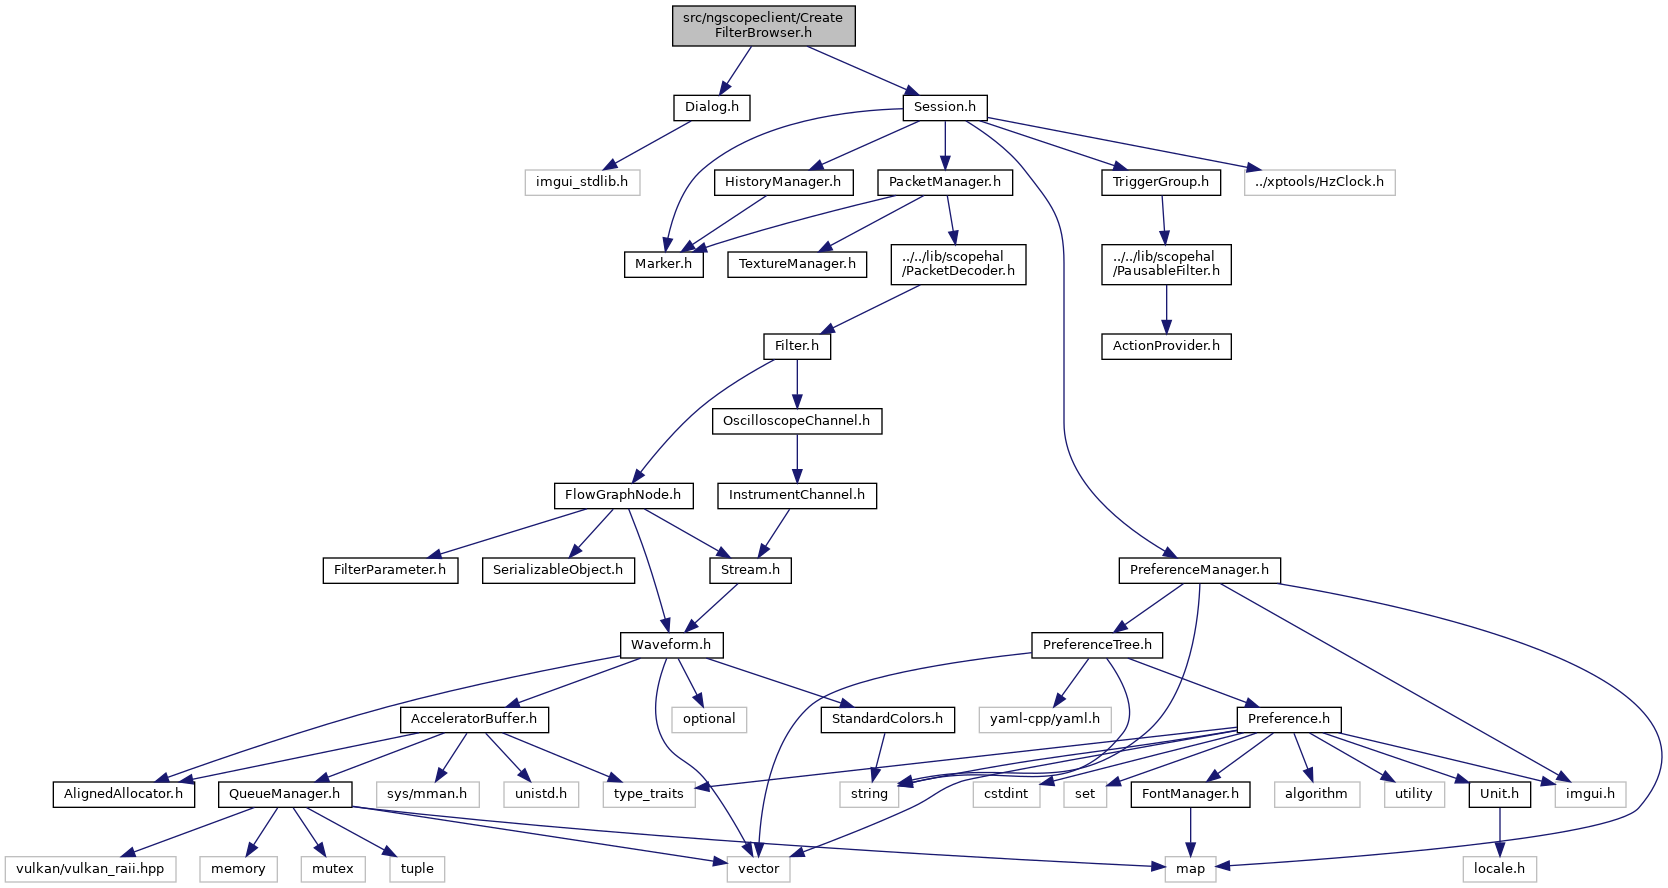 src/ngscopeclient/Create
FilterBrowser.h
Dialog.h
Session.h
imgui_stdlib.h
HistoryManager.h
PacketManager.h
TriggerGroup.h
../xptools/HzClock.h
Marker.h
TextureManager.h
../../lib/scopehal
/PacketDecoder.h
../../lib/scopehal
/PausableFilter.h
Filter.h
ActionProvider.h
OscilloscopeChannel.h
FlowGraphNode.h
InstrumentChannel.h
FilterParameter.h
SerializableObject.h
Stream.h
PreferenceManager.h
Waveform.h
PreferenceTree.h
AcceleratorBuffer.h
optional
StandardColors.h
yaml-cpp/yaml.h
Preference.h
AlignedAllocator.h
QueueManager.h
sys/mman.h
unistd.h
type_traits
string
cstdint
set
FontManager.h
algorithm
utility
Unit.h
imgui.h
vulkan/vulkan_raii.hpp
memory
mutex
tuple
vector
map
locale.h